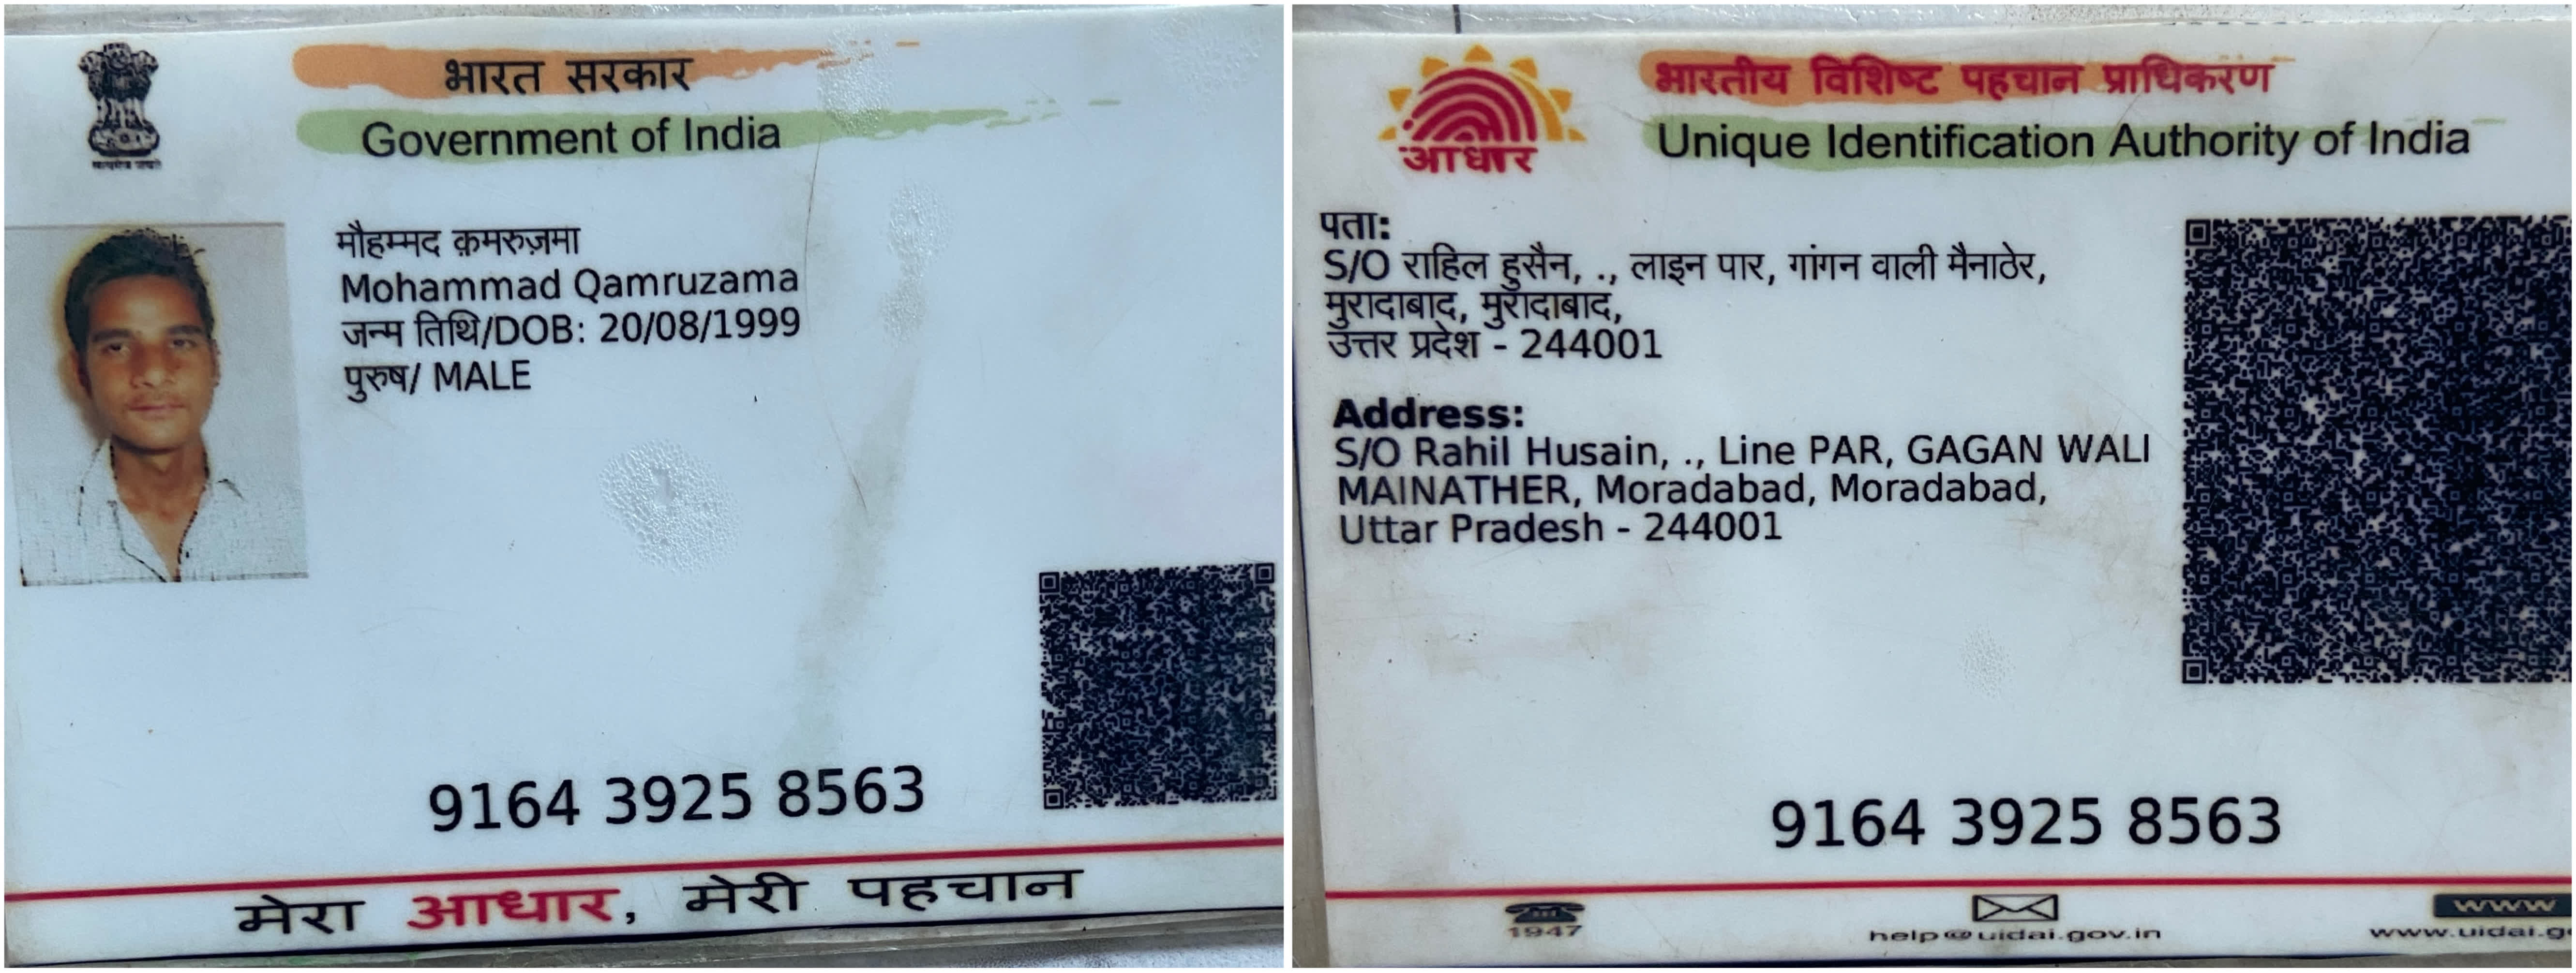 भारत सरकार
Government of India
मौहम्मद क़मरुज़मा
Mohammad Qamruzama
जन्म तिथि/DOB: 20/08/1999
पुरुष/ MALE
9164 3925 8563
मेरा आधार, मेरी पहचान
भारतीय विशिष्ट पहचान प्राधिकरण
Unique Identification Authority of India
आधार
पता:
S/O राहिल हुसैन, ., लाइन पार, गांगन वाली मैनाठेर,
मुरादाबाद, मुरादाबाद,
उत्तर प्रदेश - 244001
Address:
S/O Rahil Husain, ., Line PAR, GAGAN WALI
MAINATHER, Moradabad, Moradabad,
Uttar Pradesh - 244001
9164 3925 8563
1947
help@uidai.gov.in
www
www.uidai.g